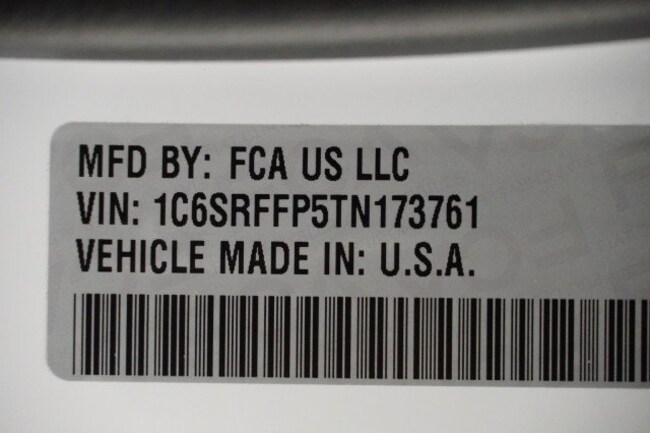 MFD BY: FCA US LLC
VIN: 1C6SRFFP5TN173761
VEHICLE MADE IN: U.S.A.